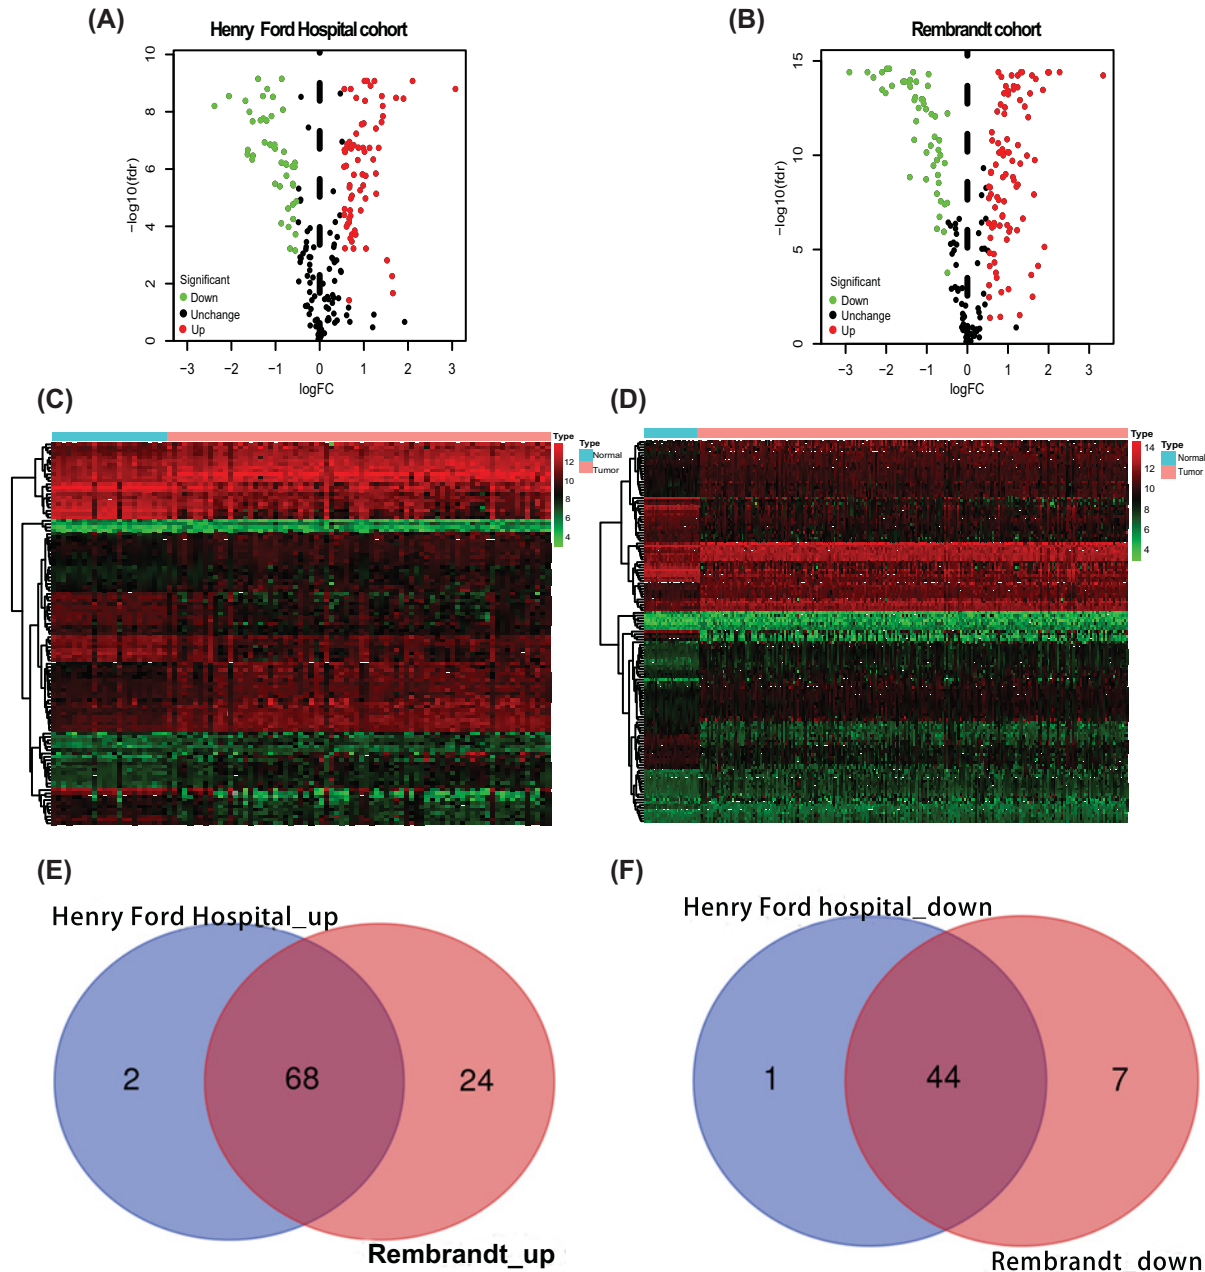 (A)
Henry Ford Hospital cohort
10
8
6
4
2
0
−log10(fdr)
Significant
Down
Unchange
Up
−3 −2 −1 0 1 2 3
logFC
(B)
Rembrandt cohort
15
10
5
0
−log10(fdr)
Significant
Down
Unchange
Up
−3 −2 −1 0 1 2 3
logFC
(C)
Type
12
10
8
6
4
Type
Normal
Tumor
(D)
Type
14
12
10
8
6
4
Type
Normal
Tumor
(E)
Henry Ford Hospital_up
2 68 24
Rembrandt_up
(F)
Henry Ford hospital_down
1 44 7
Rembrandt_down